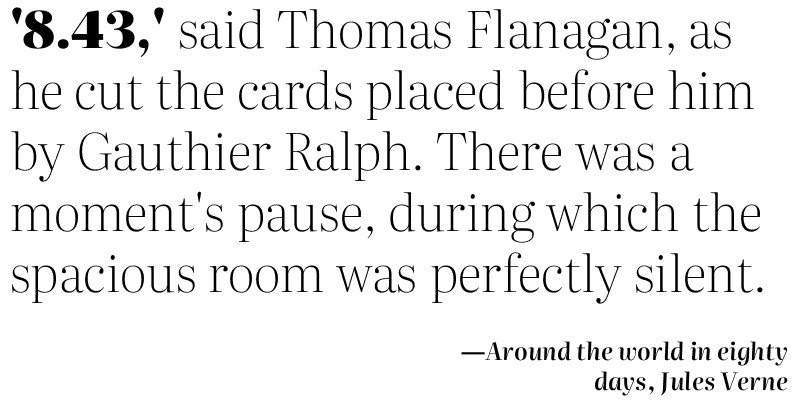 '8.43,' said Thomas Flanagan, as
he cut the cards placed before him
by Gauthier Ralph. There was a
moment's pause, during which the
spacious room was perfectly silent.
—Around the world in eighty
days, Jules Verne